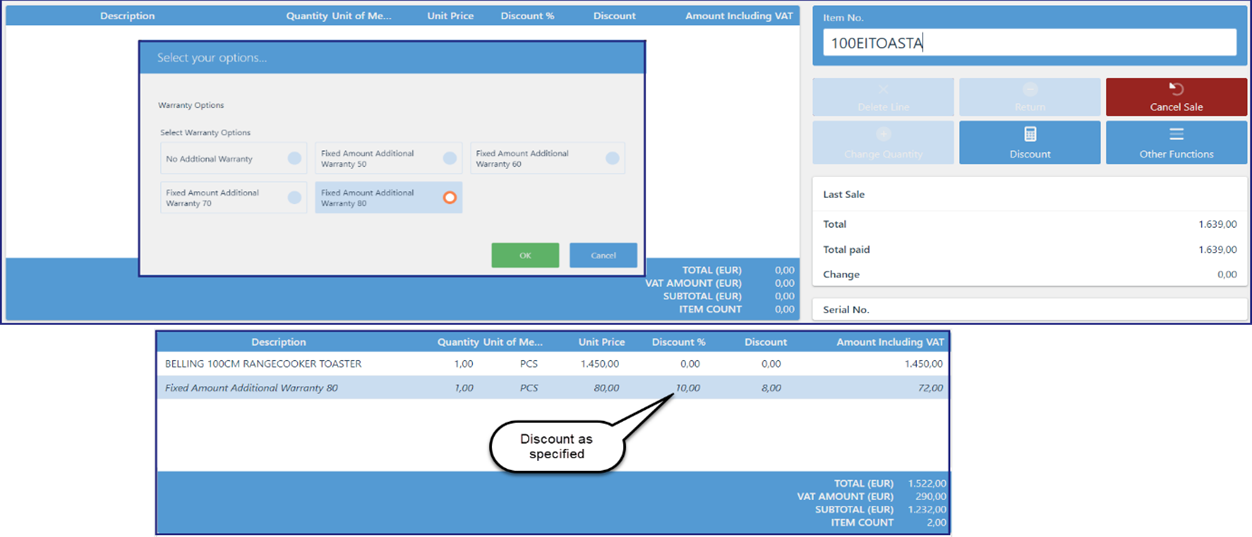 Description Quantity Unit of Me... Unit Price Discount % Discount Amount Including VAT
Select your options...
Warranty Options
Select Warranty Options
No Addtional Warranty
Fixed Amount Additional
Warranty 50
Fixed Amount Additional
Warranty 60
Fixed Amount Additional
Warranty 70
Fixed Amount Additional
Warranty 80
OK Cancel
TOTAL (EUR) 0,00
VAT AMOUNT (EUR) 0,00
SUBTOTAL (EUR) 0,00
ITEM COUNT 0,00
Item No.
100EITOASTA
Delete Line Return Cancel Sale
Change Quantity Discount Other Functions
Last Sale
Total 1.639,00
Total paid 1.639,00
Change 0,00
Serial No.
Description Quantity Unit of Me... Unit Price Discount % Discount Amount Including VAT
BELLING 100CM RANGECOOKER TOASTER 1,00 PCS 1.450,00 0,00 0,00 1.450,00
Fixed Amount Additional Warranty 80 1,00 PCS 80,00 10,00 8,00 72,00
Discount as
specified
TOTAL (EUR) 1.522,00
VAT AMOUNT (EUR) 290,00
SUBTOTAL (EUR) 1.232,00
ITEM COUNT 2,00